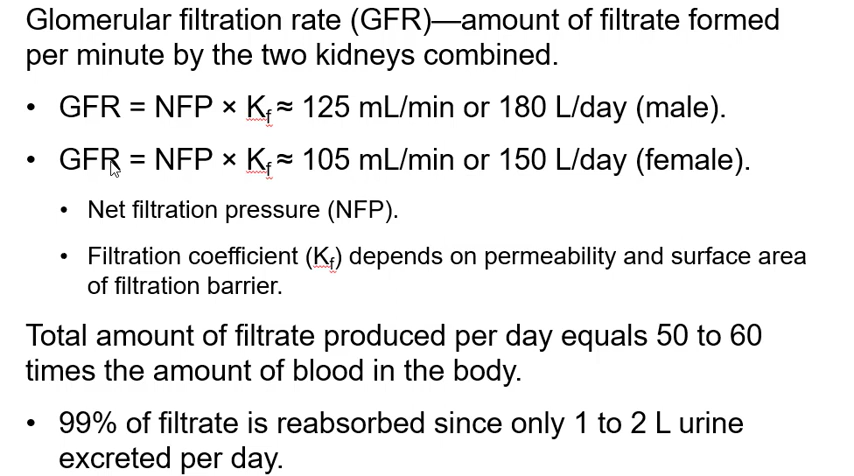 Glomerular filtration rate (GFR)—amount of filtrate formed
per minute by the two kidneys combined.
• GFR = NFP × Kf ≈ 125 mL/min or 180 L/day (male).
• GFR = NFP × Kf ≈ 105 mL/min or 150 L/day (female).
• Net filtration pressure (NFP).
• Filtration coefficient (Kf) depends on permeability and surface area
of filtration barrier.
Total amount of filtrate produced per day equals 50 to 60
times the amount of blood in the body.
• 99% of filtrate is reabsorbed since only 1 to 2 L urine
excreted per day.